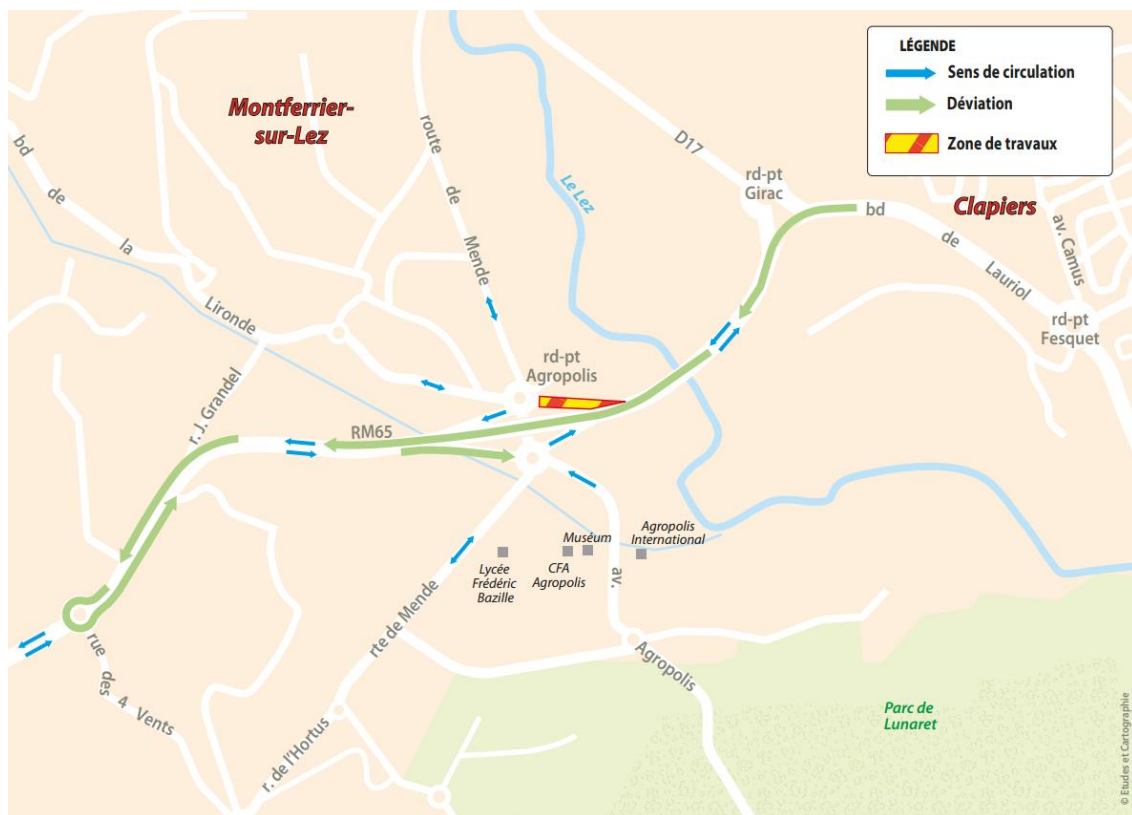 LÉGENDE
Sens de circulation
Déviation
Zone de travaux
Montferrier-
sur-Lez
bd
de
la
Lironde
route
de
Mende
Le Lez
D17
rd-pt
Girac
Clapiers
bd
de
Lauriol
av. Camus
rd-pt
Fesquet
rd-pt
Agropolis
r. J. Grandel
RM65
Lycée
Frédéric
Bazille
CFA
Agropolis
Muséum
Agropolis
International
av.
Agropolis
rte de Mende
r. de l'Hortus
rue
des
4 Vents
Parc de
Lunaret
© Etudes et Cartographie